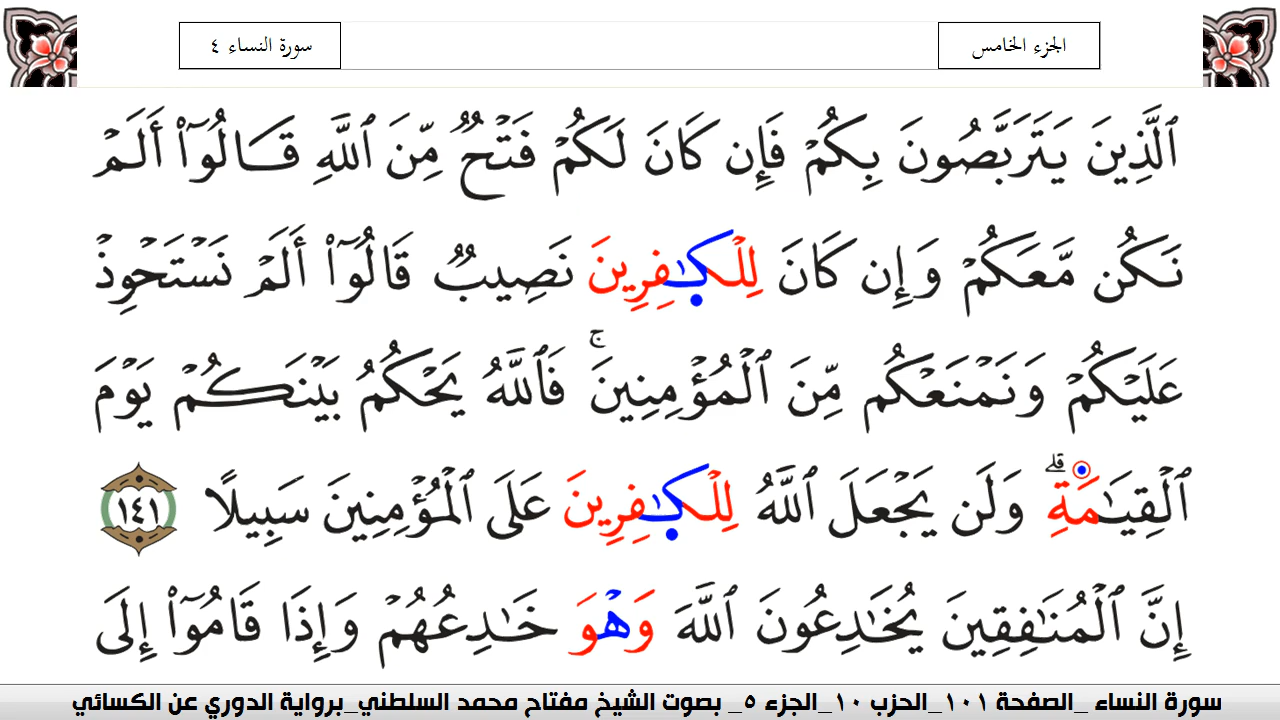 الجزء الخامس
سورة النساء ٤
ٱلَّذِينَ يَتَرَبَّصُونَ بِكُمْ فَإِن كَانَ لَكُمْ فَتْحٌ مِّنَ ٱللَّهِ قَالُوٓا۟ أَلَمْ
نَكُن مَّعَكُمْ وَإِن كَانَ لِلْكَـٰفِرِينَ نَصِيبٌ قَالُوٓا۟ أَلَمْ نَسْتَحْوِذْ
عَلَيْكُمْ وَنَمْنَعْكُم مِّنَ ٱلْمُؤْمِنِينَ ۚ فَٱللَّهُ يَحْكُمُ بَيْنَكُمْ يَوْمَ
ٱلْقِيَـٰمَةِ ۗ وَلَن يَجْعَلَ ٱللَّهُ لِلْكَـٰفِرِينَ عَلَى ٱلْمُؤْمِنِينَ سَبِيلًا ١٤١
إِنَّ ٱلْمُنَـٰفِقِينَ يُخَـٰدِعُونَ ٱللَّهَ وَهْوَ خَـٰدِعُهُمْ وَإِذَا قَامُوٓا۟ إِلَى
سورة النساء _الصفحة ١٠١_الحزب ١٠_الجزء ٥_ بصوت الشيخ مفتاح محمد السلطني_برواية الدوري عن الكسائي